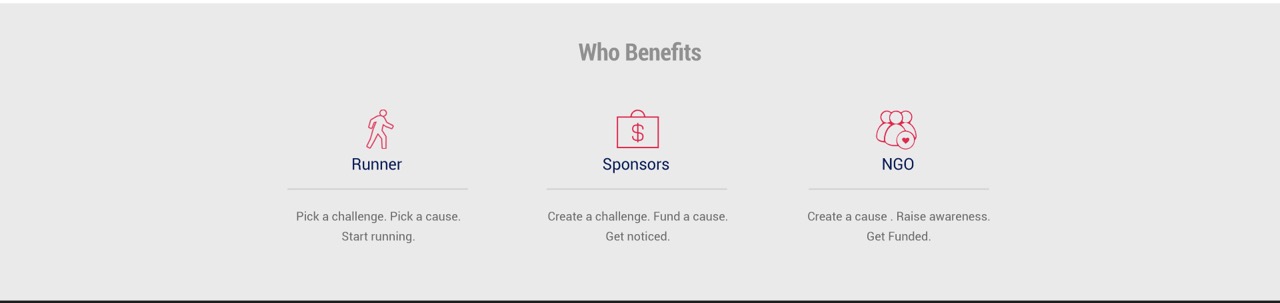 Who Benefits
$
Runner
Sponsors
NGO
Pick a challenge. Pick a cause.
Start running.
Create a challenge. Fund a cause.
Get noticed.
Create a cause . Raise awareness.
Get Funded.